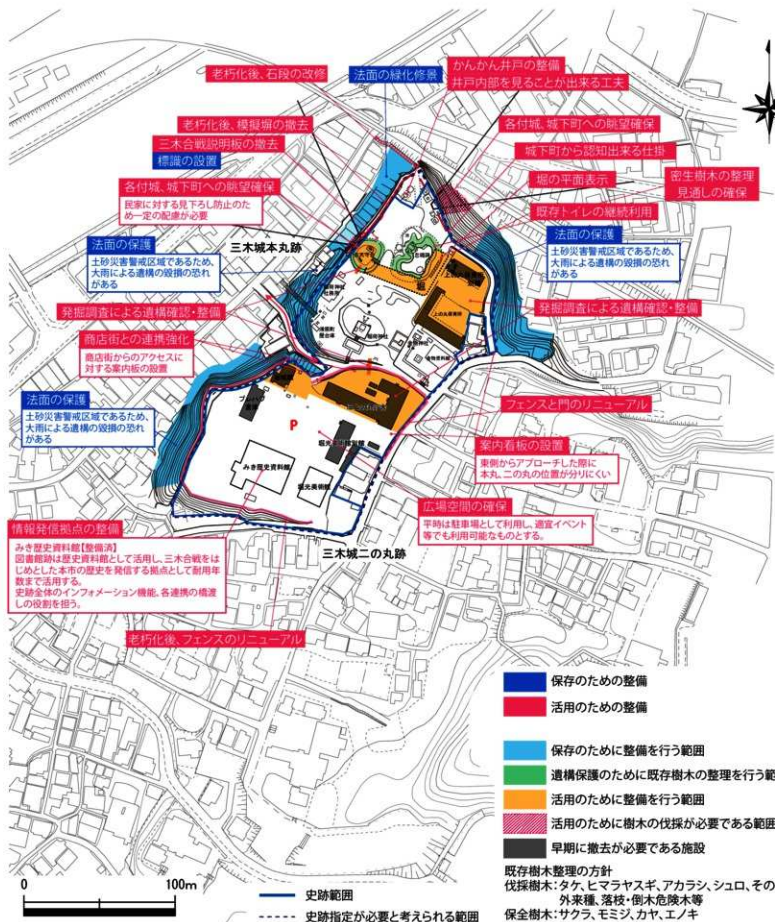 老朽化後、石段の改修
法面の緑化修景
かんかん井戸の整備
井戸内部を見ることが出来る工夫
老朽化後、模擬塀の撤去
三木合戦説明板の撤去
標識の設置
各付城、城下町への眺望確保
城下町から認知出来る仕掛
堀の平面表示
密生樹木の整理
見通しの確保
各付城、城下町への眺望確保
民家に対する見下ろし防止のた
め一定の配慮が必要
既存トイレの継続利用
三木城本丸跡
法面の保護
土砂災害警戒区域であるため、
大雨による遺構の毀損の恐れ
がある
法面の保護
土砂災害警戒区域であるため、
大雨による遺構の毀損の恐れ
がある
発掘調査による遺構確認・整備
発掘調査による遺構確認・整備
商店街との連携強化
商店街からのアクセスに
対する案内板の設置
法面の保護
土砂災害警戒区域であるため、
大雨による遺構の毀損の恐れ
がある
フェンスと門のリニューアル
案内看板の設置
東側からアプローチした際に
本丸、二の丸の位置が分りにくい
P
みき歴史資料館
堀光美術館
広場空間の確保
平時は駐車場として利用し、適宜イベント
等でも利用可能なものとする。
情報発信拠点の整備
みき歴史資料館【整備済】
図書館跡は歴史資料館として活用し、三木合戦をは
じめとした本市の歴史を発信する拠点として耐用年
数まで活用する。
史跡全体のインフォメーション機能、各連携の橋渡
しの役割を担う。
三木城二の丸跡
老朽化後、フェンスのリニューアル
保存のための整備
活用のための整備
保存のために整備を行う範囲
遺構保護のために既存樹木の整理を行う範
活用のために整備を行う範囲
活用のために樹木の伐採が必要である範囲
早期に撤去が必要である施設
既存樹木整理の方針
伐採樹木:タケ、ヒマラヤスギ、アカラシ、シュロ、その
外来種、落枝・倒木危険木等
保全樹木:サクラ、モミジ、カヤ、エノキ
0 100m
史跡範囲
史跡指定が必要と考えられる範囲